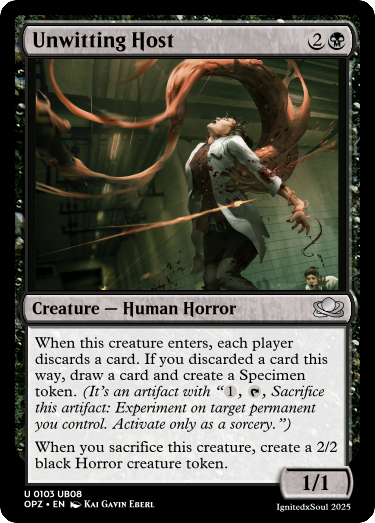 Unwitting Host 2
Creature — Human Horror
When this creature enters, each player
discards a card. If you discarded a card this
way, draw a card and create a Specimen
token. (It's an artifact with "1, , Sacrifice
this artifact: Experiment on target permanent
you control. Activate only as a sorcery.")
When you sacrifice this creature, create a 2/2
black Horror creature token.
1/1
U 0103 UB08
OPZ • EN Kai Gavin Eberl
IgnitedxSoul 2025